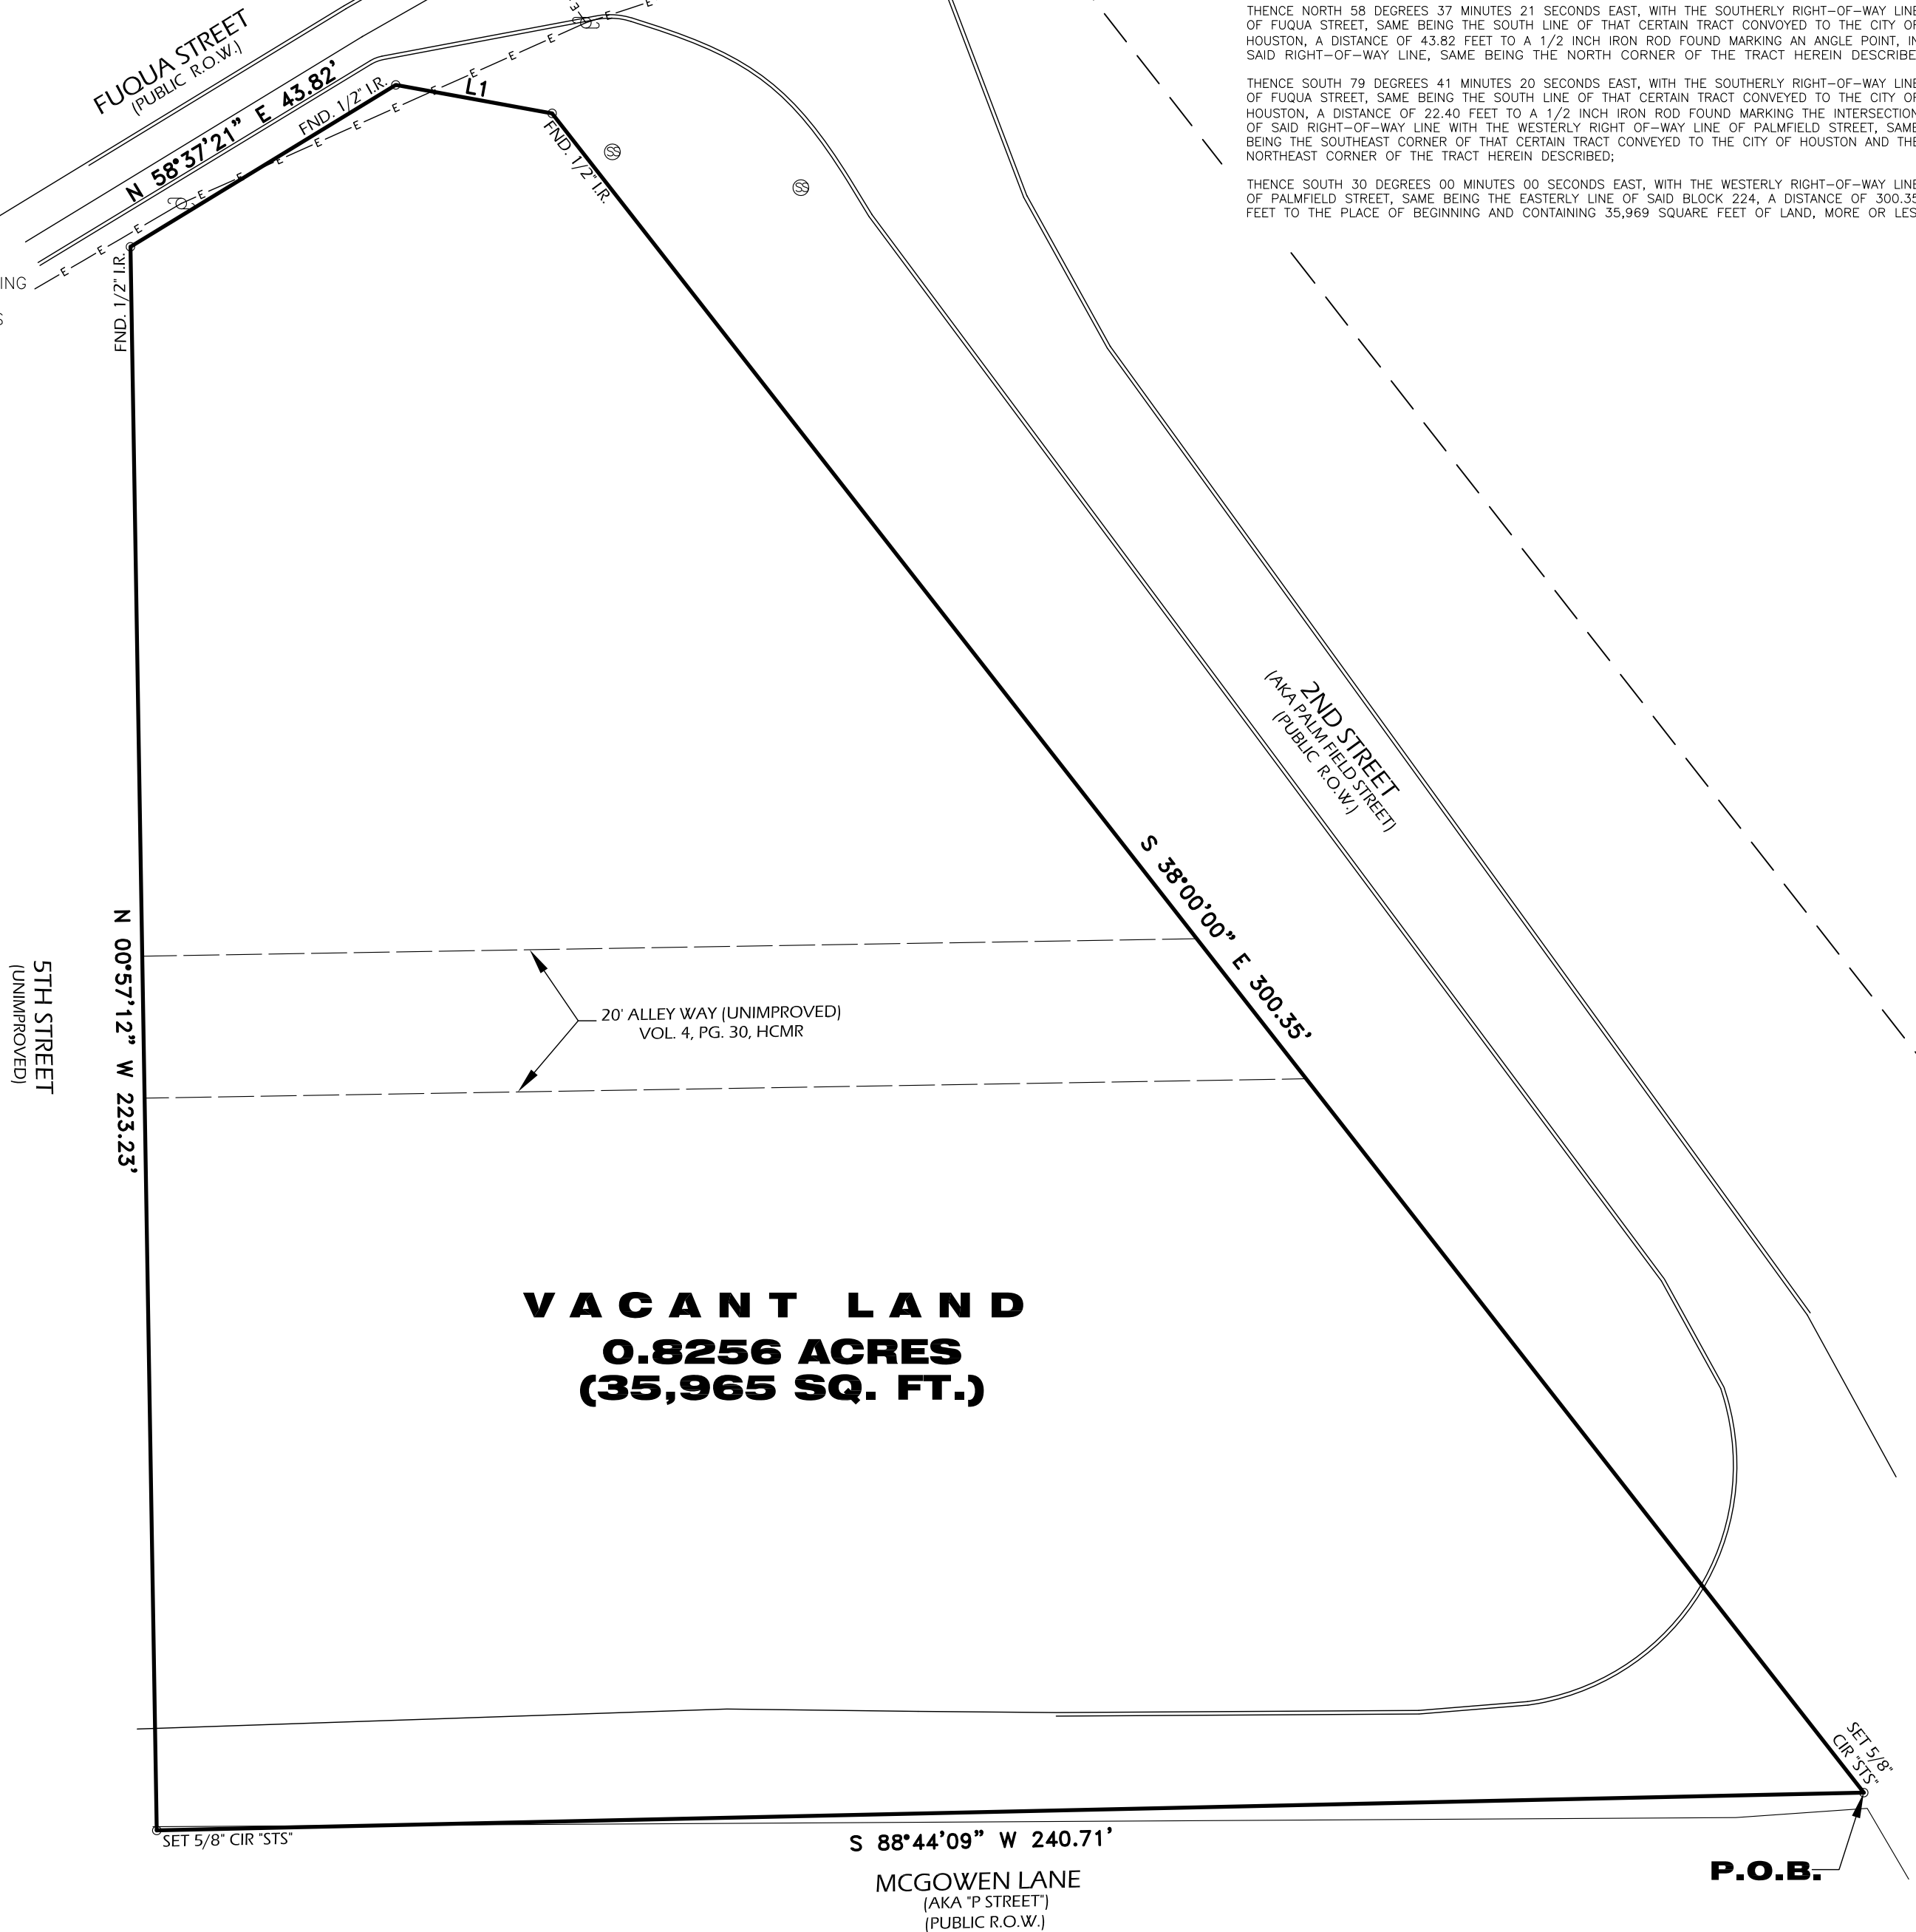 THENCE NORTH 58 DEGREES 37 MINUTES 21 SECONDS EAST, WITH THE SOUTHERLY RIGHT-OF-WAY LINE
OF FUQUA STREET, SAME BEING THE SOUTH LINE OF THAT CERTAIN TRACT CONVOYED TO THE CITY OF
HOUSTON, A DISTANCE OF 43.82 FEET TO A 1/2 INCH IRON ROD FOUND MARKING AN ANGLE POINT, IN
SAID RIGHT-OF-WAY LINE, SAME BEING THE NORTH CORNER OF THE TRACT HEREIN DESCRIBE
THENCE SOUTH 79 DEGREES 41 MINUTES 20 SECONDS EAST, WITH THE SOUTHERLY RIGHT-OF-WAY LINE
OF FUQUA STREET, SAME BEING THE SOUTH LINE OF THAT CERTAIN TRACT CONVEYED TO THE CITY OF
HOUSTON, A DISTANCE OF 22.40 FEET TO A 1/2 INCH IRON ROD FOUND MARKING THE INTERSECTION
OF SAID RIGHT-OF-WAY LINE WITH THE WESTERLY RIGHT OF-WAY LINE OF PALMFIELD STREET, SAME
BEING THE SOUTHEAST CORNER OF THAT CERTAIN TRACT CONVEYED TO THE CITY OF HOUSTON AND THE
NORTHEAST CORNER OF THE TRACT HEREIN DESCRIBED;
THENCE SOUTH 30 DEGREES 00 MINUTES 00 SECONDS EAST, WITH THE WESTERLY RIGHT-OF-WAY LINE
OF PALMFIELD STREET, SAME BEING THE EASTERLY LINE OF SAID BLOCK 224, A DISTANCE OF 300.35
FEET TO THE PLACE OF BEGINNING AND CONTAINING 35,969 SQUARE FEET OF LAND, MORE OR LES
FUQUA STREET
(PUBLIC R.O.W.)
N 58°37'21" E 43.82'
FND. 1/2" I.R.
L1
FND. 1/2" I.R.
E E E
E E E E E E E E E E E E
SS
SS
FND. 1/2" I.R.
ING
S
2ND STREET
(AKA PALM FIELD STREET)
(PUBLIC R.O.W.)
S 38°00'00" E 300.35'
N 00°57'12" W 223.23'
5TH STREET
(UNIMPROVED)
20' ALLEY WAY (UNIMPROVED)
VOL. 4, PG. 30, HCMR
VACANT LAND
0.8256 ACRES
(35,965 SQ. FT.)
SET 5/8"
CIR "STS"
SET 5/8" CIR "STS"
S 88°44'09" W 240.71'
P.O.B.
MCGOWEN LANE
(AKA "P STREET")
(PUBLIC R.O.W.)